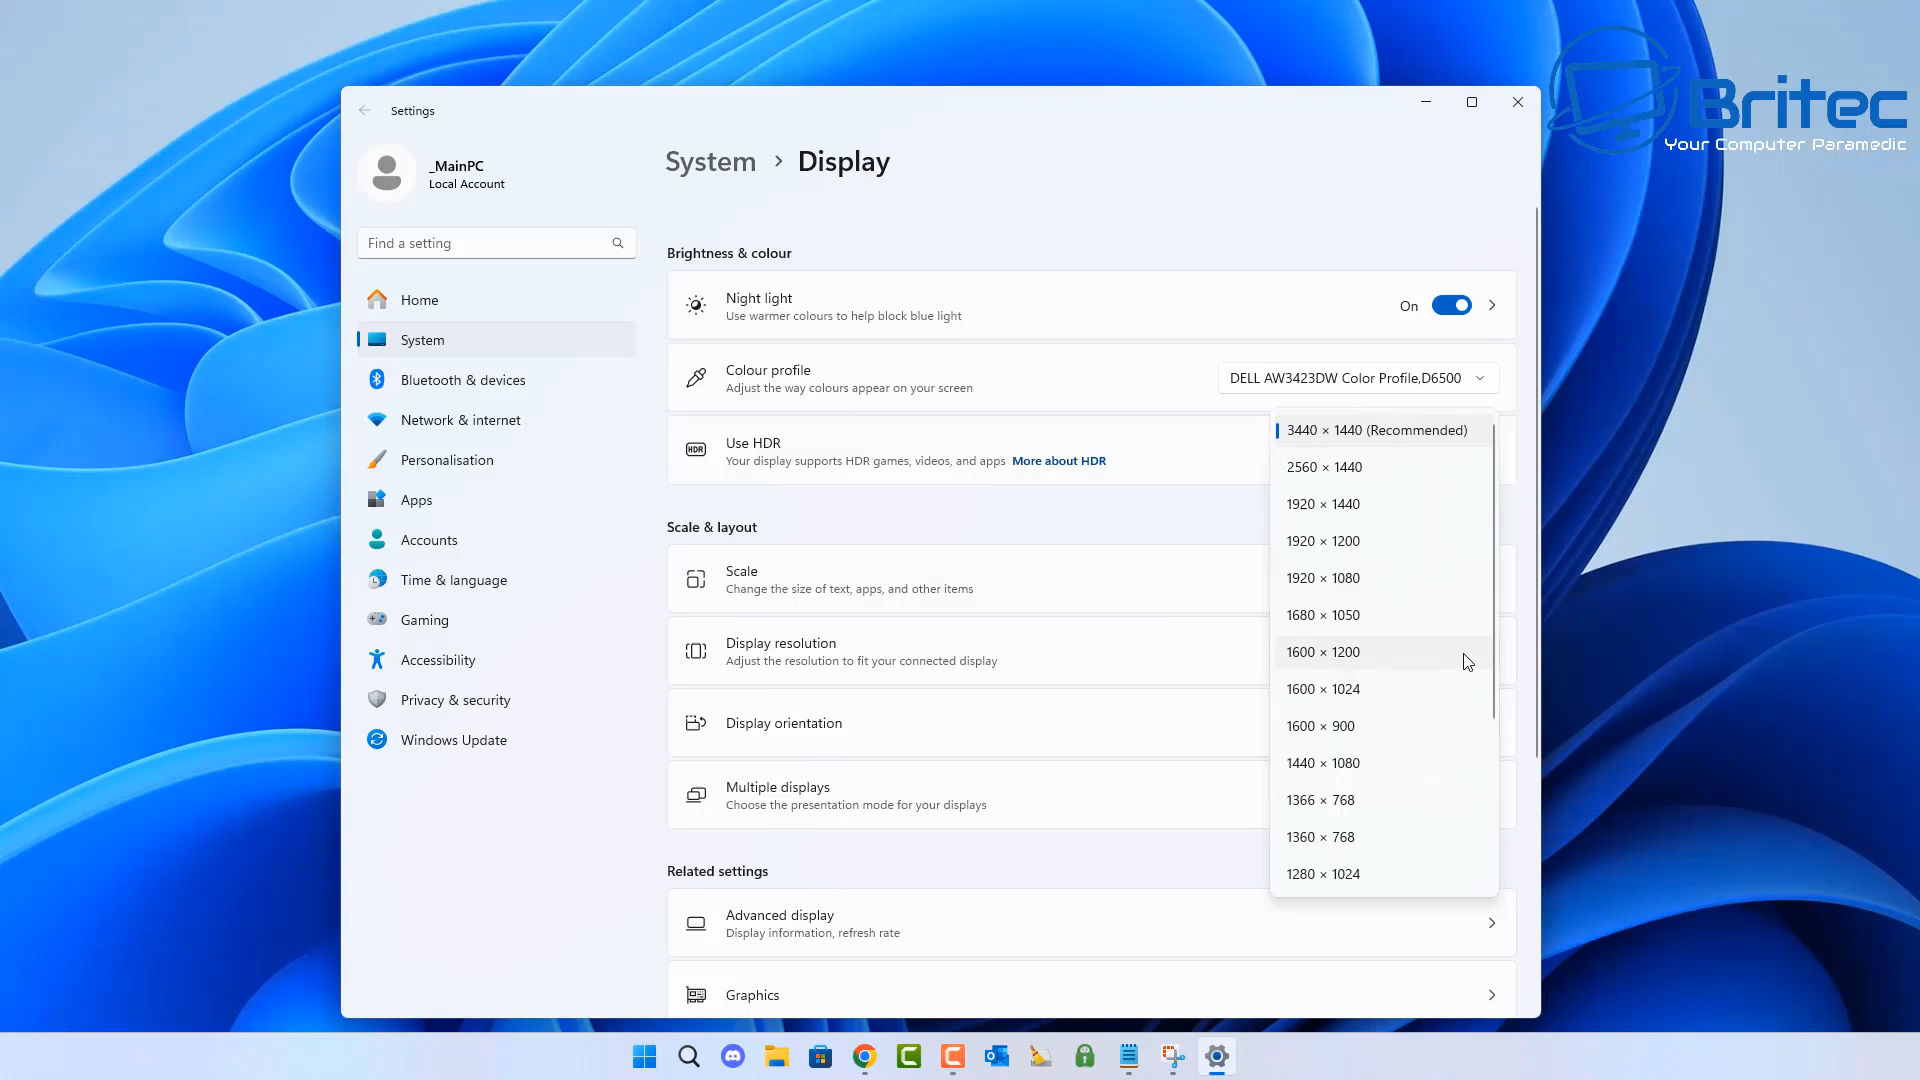 Britec
Your Computer Paramedic
Settings
_MainPC
Local Account
Find a setting
Home
System
Bluetooth & devices
Network & internet
Personalisation
Apps
Accounts
Time & language
Gaming
Accessibility
Privacy & security
Windows Update
System > Display
Brightness & colour
Night light
Use warmer colours to help block blue light
On
Colour profile
Adjust the way colours appear on your screen
DELL AW3423DW Color Profile,D6500
Use HDR
HDR
Your display supports HDR games, videos, and apps More about HDR
Scale & layout
Scale
Change the size of text, apps, and other items
Display resolution
Adjust the resolution to fit your connected display
Display orientation
Multiple displays
Choose the presentation mode for your displays
Related settings
Advanced display
Display information, refresh rate
Graphics
3440 × 1440 (Recommended)
2560 × 1440
1920 × 1440
1920 × 1200
1920 × 1080
1680 × 1050
1600 × 1200
1600 × 1024
1600 × 900
1440 × 1080
1366 × 768
1360 × 768
1280 × 1024